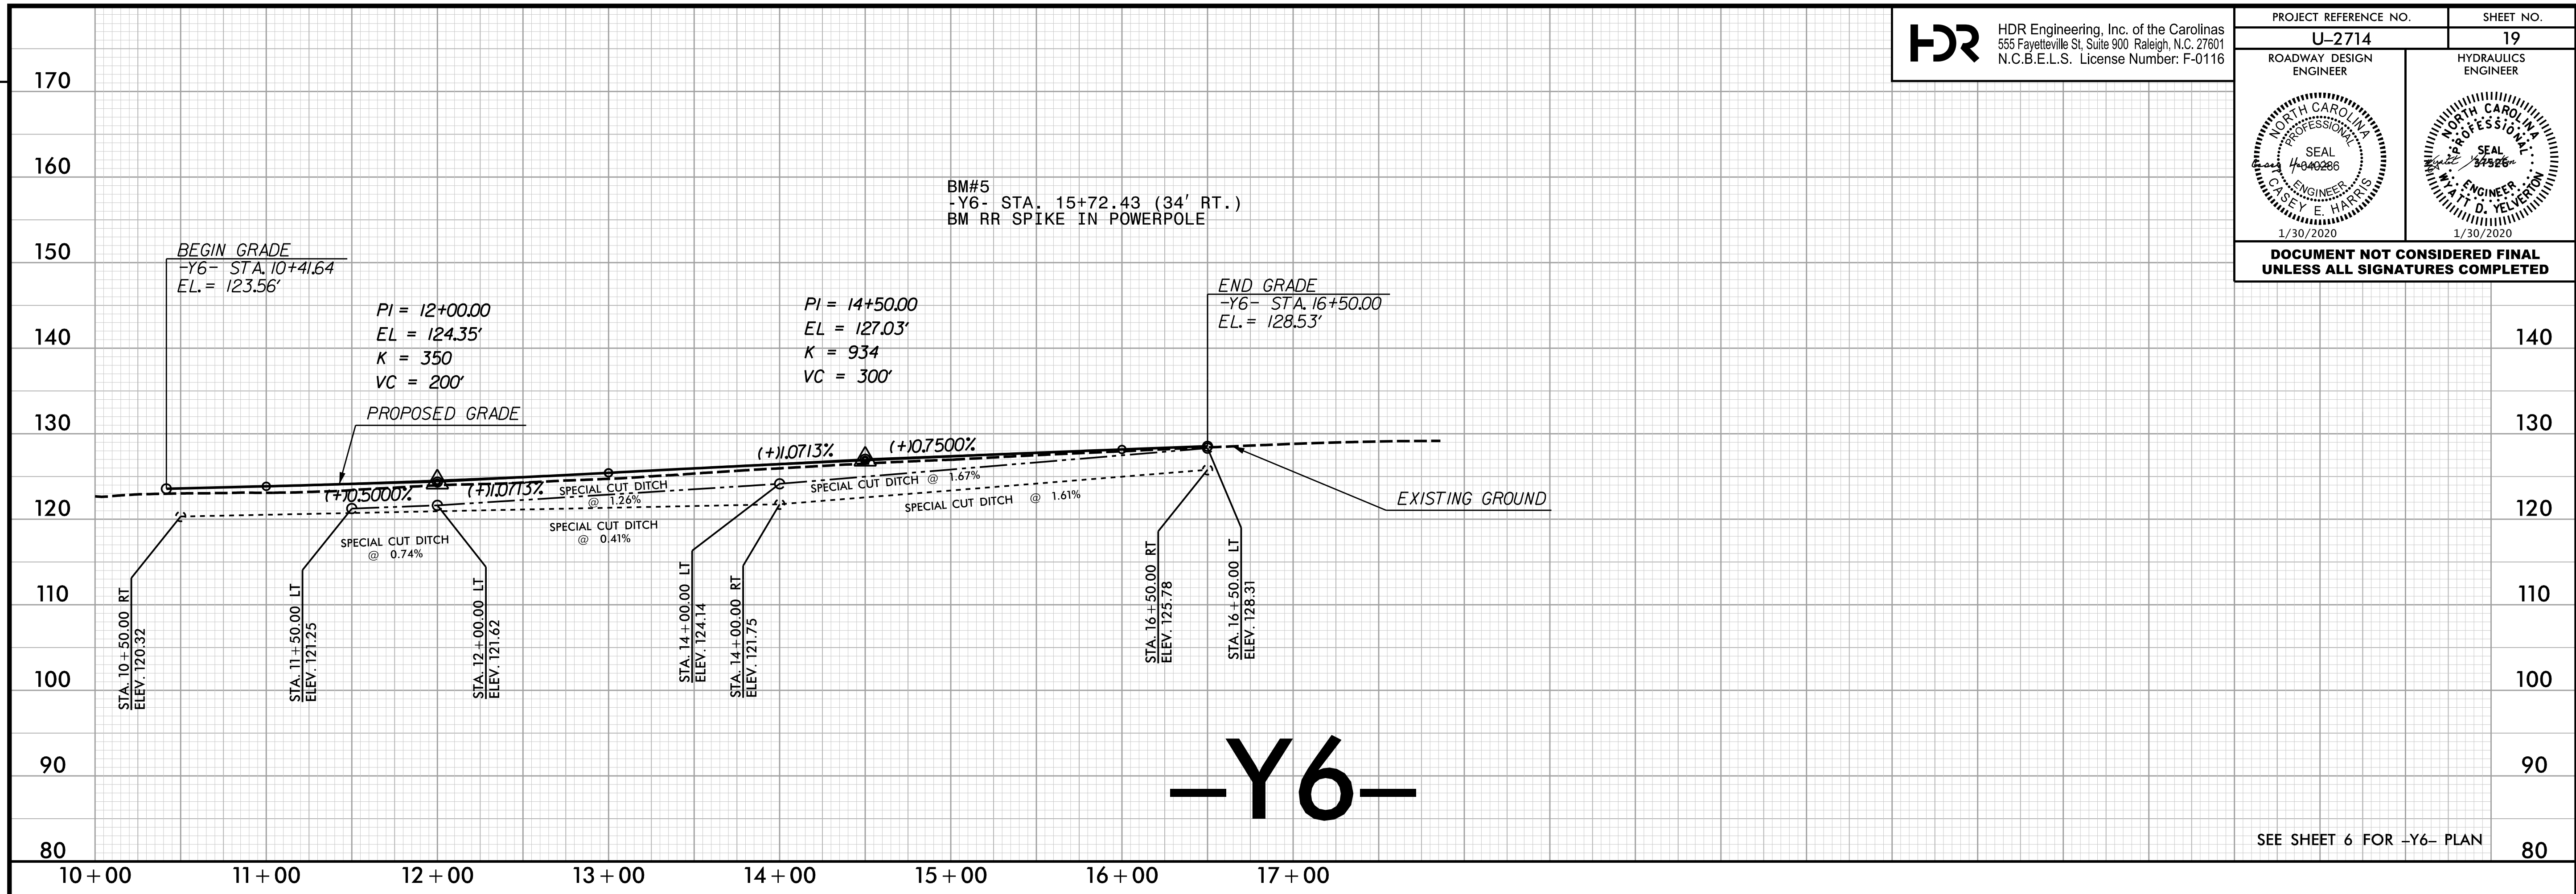 HDR
HDR Engineering, Inc. of the Carolinas
555 Fayetteville St, Suite 900 Raleigh, N.C. 27601
N.C.B.E.L.S. License Number: F-0116
PROJECT REFERENCE NO.
SHEET NO.
U-2714
19
ROADWAY DESIGN
ENGINEER
HYDRAULICS
ENGINEER
NORTH CAROLINA
PROFESSIONAL
SEAL
040286
ENGINEER
CASEY E. HARRIS
1/30/2020
NORTH CAROLINA
PROFESSIONAL
SEAL
37526
ENGINEER
WYATT D. YELVERTON
1/30/2020
DOCUMENT NOT CONSIDERED FINAL
UNLESS ALL SIGNATURES COMPLETED
170
160
150
140
130
120
110
100
90
80
BM#5
-Y6- STA. 15+72.43 (34' RT.)
BM RR SPIKE IN POWERPOLE
BEGIN GRADE
-Y6- STA. 10+41.64
EL. = 123.56'
PI = 12+00.00
EL = 124.35'
K = 350
VC = 200'
PI = 14+50.00
EL = 127.03'
K = 934
VC = 300'
END GRADE
-Y6- STA. 16+50.00
EL. = 128.53'
PROPOSED GRADE
(+)0.5000%
(+)1.0713%
(+)1.0713%
(+)0.7500%
SPECIAL CUT DITCH
@ 1.26%
SPECIAL CUT DITCH @ 1.67%
SPECIAL CUT DITCH @ 1.61%
SPECIAL CUT DITCH
@ 0.41%
SPECIAL CUT DITCH
@ 0.74%
EXISTING GROUND
STA. 10+50.00 RT
ELEV. 120.32
STA. 11+50.00 LT
ELEV. 121.25
STA. 12+00.00 LT
ELEV. 121.62
STA. 14+00.00 LT
ELEV. 124.14
STA. 14+00.00 RT
ELEV. 121.75
STA. 16+50.00 RT
ELEV. 125.78
STA. 16+50.00 LT
ELEV. 128.31
140
130
120
110
100
90
80
-Y6-
SEE SHEET 6 FOR -Y6- PLAN
10+00
11+00
12+00
13+00
14+00
15+00
16+00
17+00